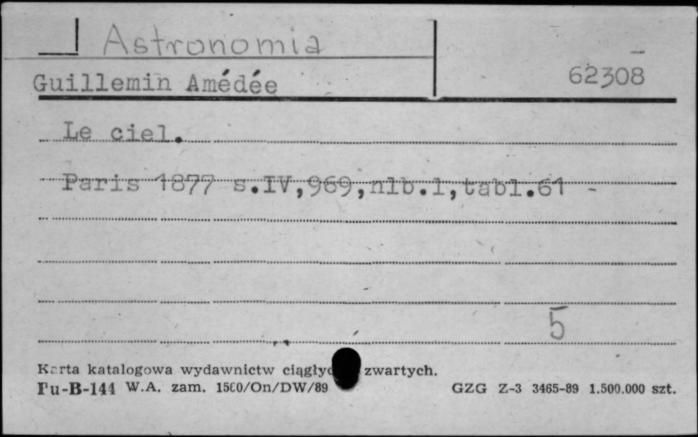 Astronomia
Guillemin Amédée 62308
Le ciel.
Paris 1877 s.IV,969,nlb.1,tabl.61 -
5
Karta katalogowa wydawnictw zwartych.
Pu-B-144 W.A. zam. 1500/On/DW/89 GZG Z-3 3465-89 1.500.000 szt.